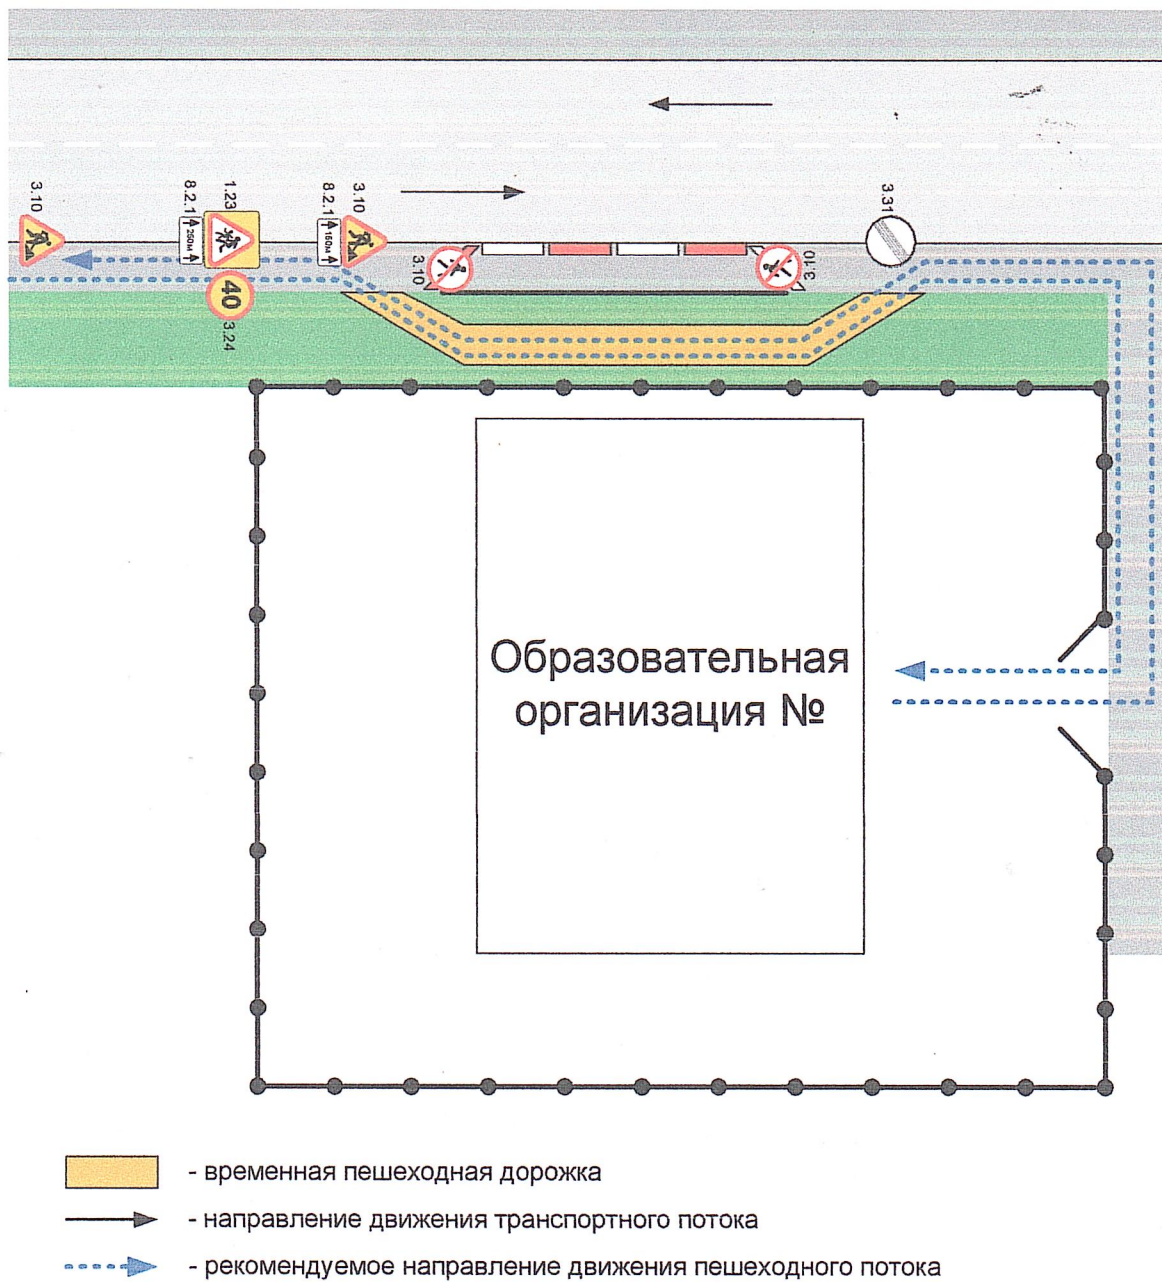 3.10
8.2.1
250м
1.23
40
3.24
8.2.1
150м
3.10
3.10
3.10
3.31
Образовательная
организация №
- временная пешеходная дорожка
- направление движения транспортного потока
- рекомендуемое направление движения пешеходного потока